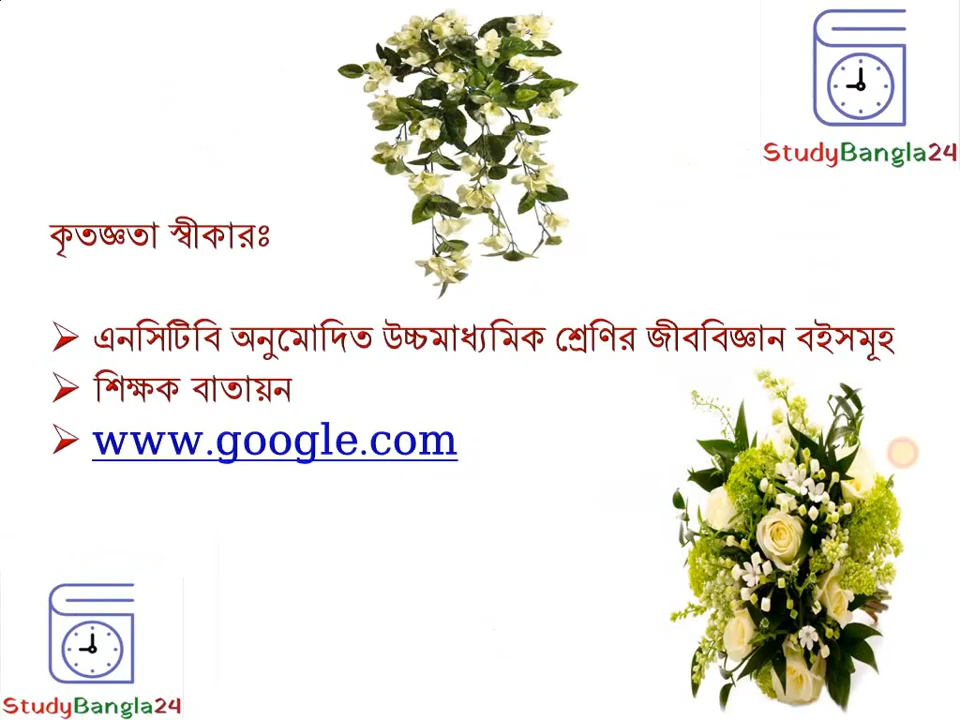 StudyBangla24
কৃতজ্ঞতা স্বীকারঃ
এনসিটিবি অনুমোদিত উচ্চমাধ্যমিক শ্রেণির জীববিজ্ঞান বইসমূহ
শিক্ষক বাতায়ন
www.google.com
StudyBangla24